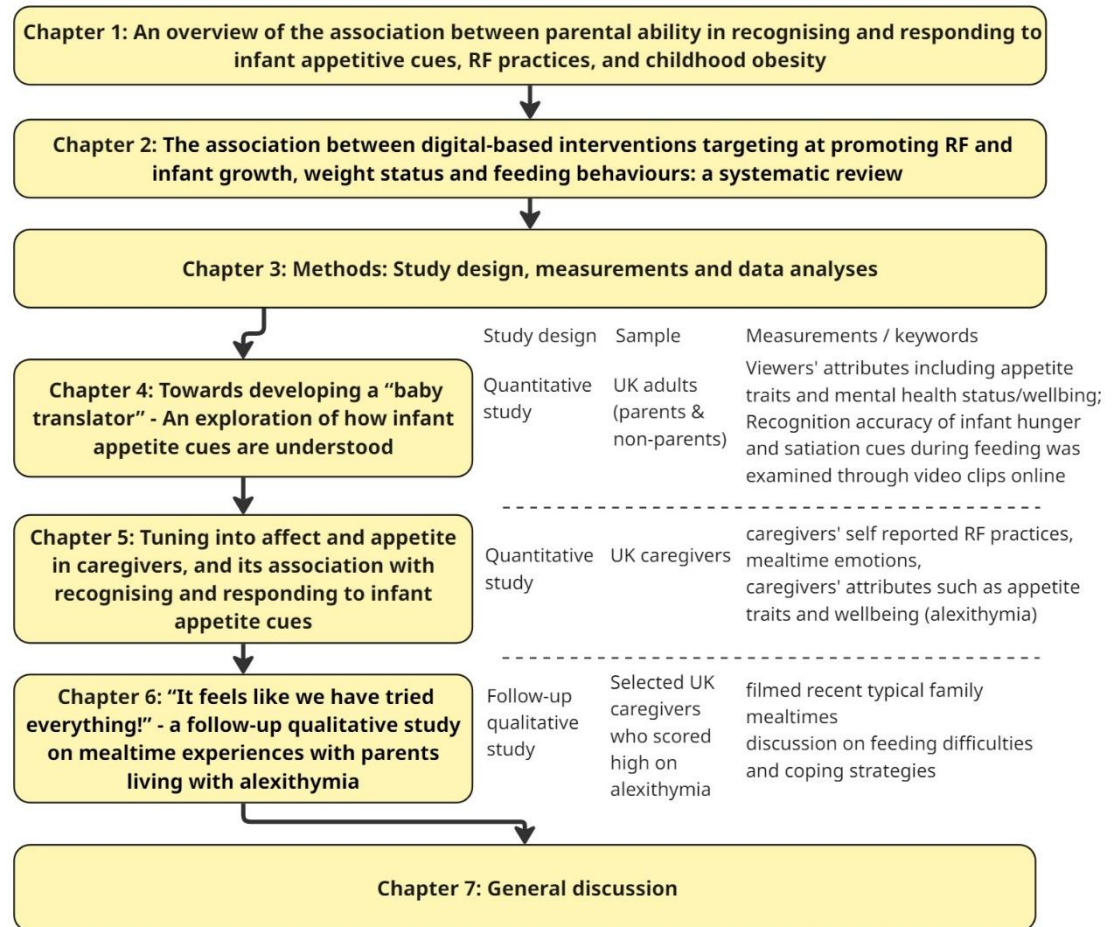 Chapter 1: An overview of the association between parental ability in recognising and responding to
infant appetitive cues, RF practices, and childhood obesity
Chapter 2: The association between digital-based interventions targeting at promoting RF and
infant growth, weight status and feeding behaviours: a systematic review
Chapter 3: Methods: Study design, measurements and data analyses
Study design Sample Measurements / keywords
Chapter 4: Towards developing a “baby
translator” - An exploration of how infant
appetite cues are understood
Quantitative
study
UK adults
(parents &
non-parents)
Viewers' attributes including appetite
traits and mental health status/wellbing;
Recognition accuracy of infant hunger
and satiation cues during feeding was
examined through video clips online
Chapter 5: Tuning into affect and appetite
in caregivers, and its association with
recognising and responding to infant
appetite cues
Quantitative
study
UK caregivers
caregivers' self reported RF practices,
mealtime emotions,
caregivers' attributes such as appetite
traits and wellbeing (alexithymia)
Chapter 6: “It feels like we have tried
everything!” - a follow-up qualitative study
on mealtime experiences with parents
living with alexithymia
Follow-up
qualitative
study
Selected UK
caregivers
who scored
high on
alexithymia
filmed recent typical family
mealtimes
discussion on feeding difficulties
and coping strategies
Chapter 7: General discussion